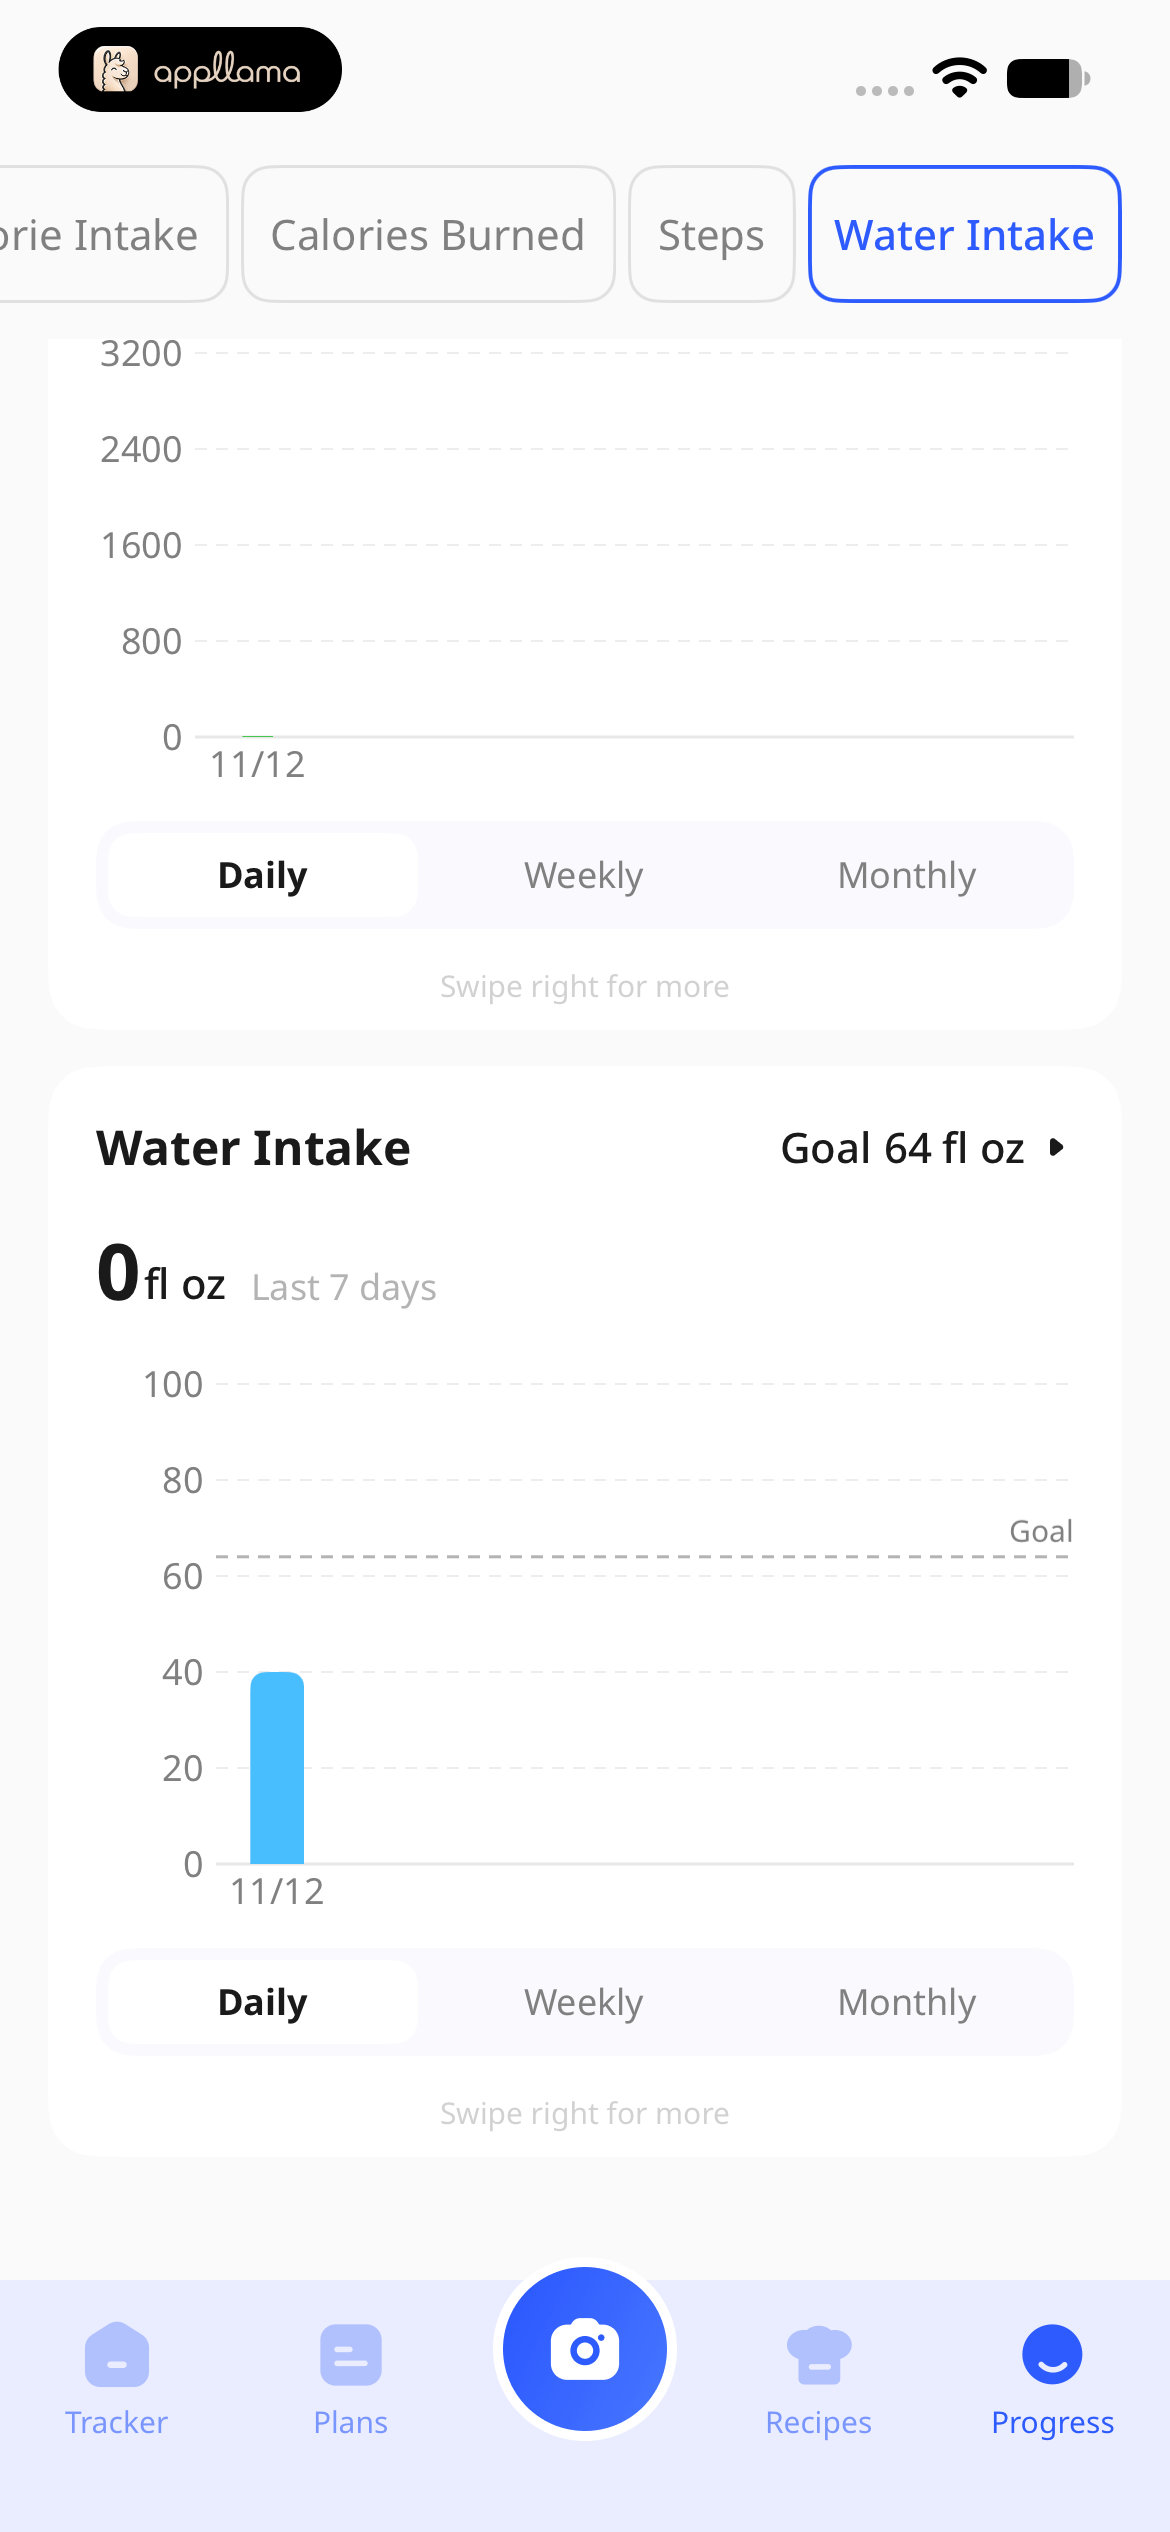 appllama
orie Intake
Calories Burned
Steps
Water Intake
3200
2400
1600
800
0
11/12
Daily
Weekly
Monthly
Swipe right for more
Water Intake
Goal 64 fl oz
0 fl oz Last 7 days
100
80
Goal
60
40
20
0
11/12
Daily
Weekly
Monthly
Swipe right for more
Tracker
Plans
Recipes
Progress